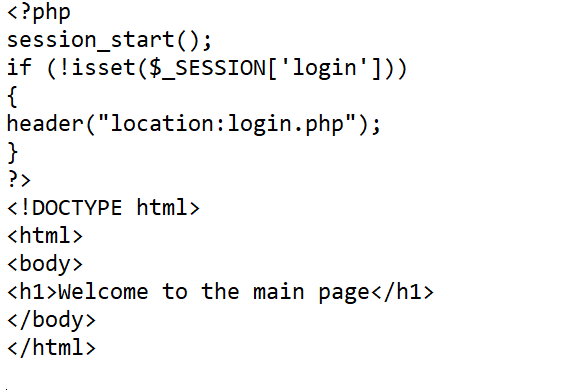 <?php
session_start();
if (!isset($_SESSION['login']))
{
header("location:login.php");
}
?>
<!DOCTYPE html>
<html>
<body>
<h1>Welcome to the main page</h1>
</body>
</html>